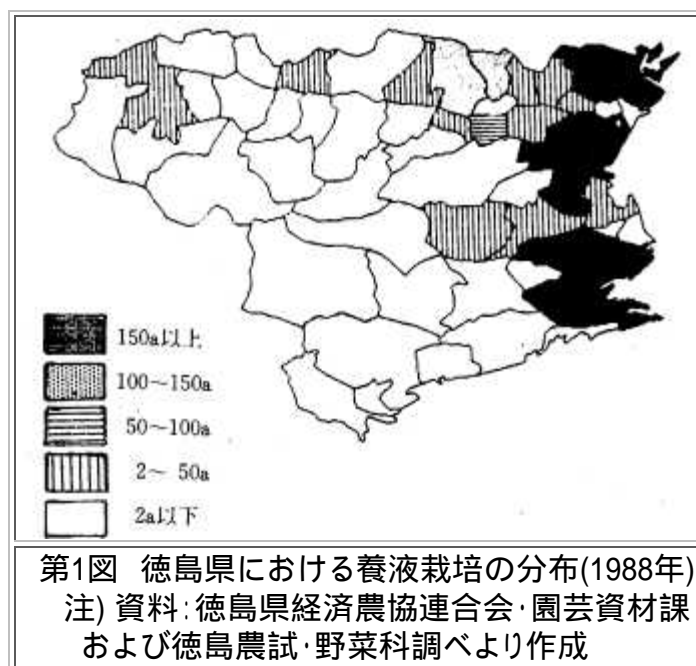 150a以上
100～150a
50～100a
2～ 50a
2a以下
第1図 徳島県における養液栽培の分布(1988年)
注) 資料:徳島県経済農協連合会・園芸資材課
および徳島農試・野菜科調べより作成